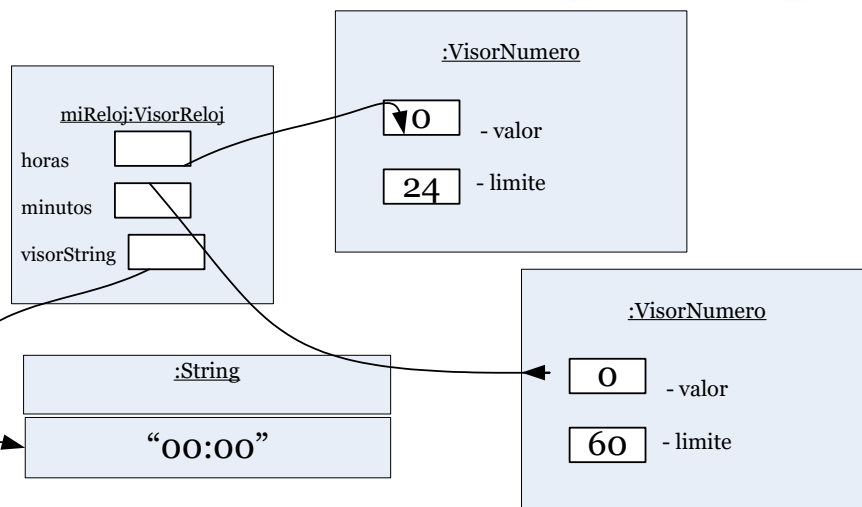 :VisorNumero
0
- valor
24
- limite
miReloj:VisorReloj
horas
minutos
visorString
:VisorNumero
0
- valor
60
- limite
:String
“00:00”